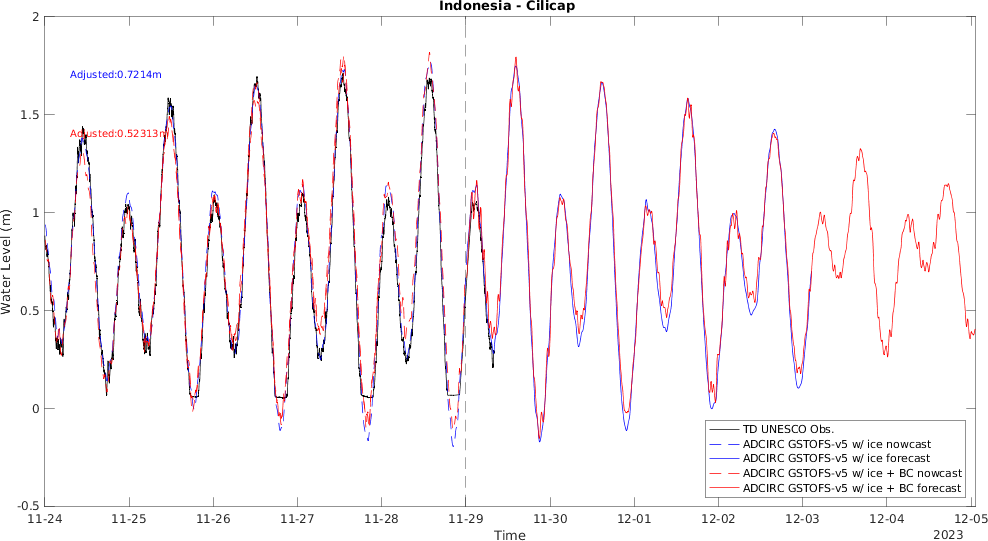 Indonesia - Cilicap
2
1.5
1
0.5
0
-0.5
Water Level (m)
Adjusted:0.7214m
Adjusted:0.52313m
TD UNESCO Obs.
ADCIRC GSTOFS-v5 w/ ice nowcast
ADCIRC GSTOFS-v5 w/ ice forecast
ADCIRC GSTOFS-v5 w/ ice + BC nowcast
ADCIRC GSTOFS-v5 w/ ice + BC forecast
11-24 11-25 11-26 11-27 11-28 11-29 11-30 12-01 12-02 12-03 12-04 12-05
Time
2023